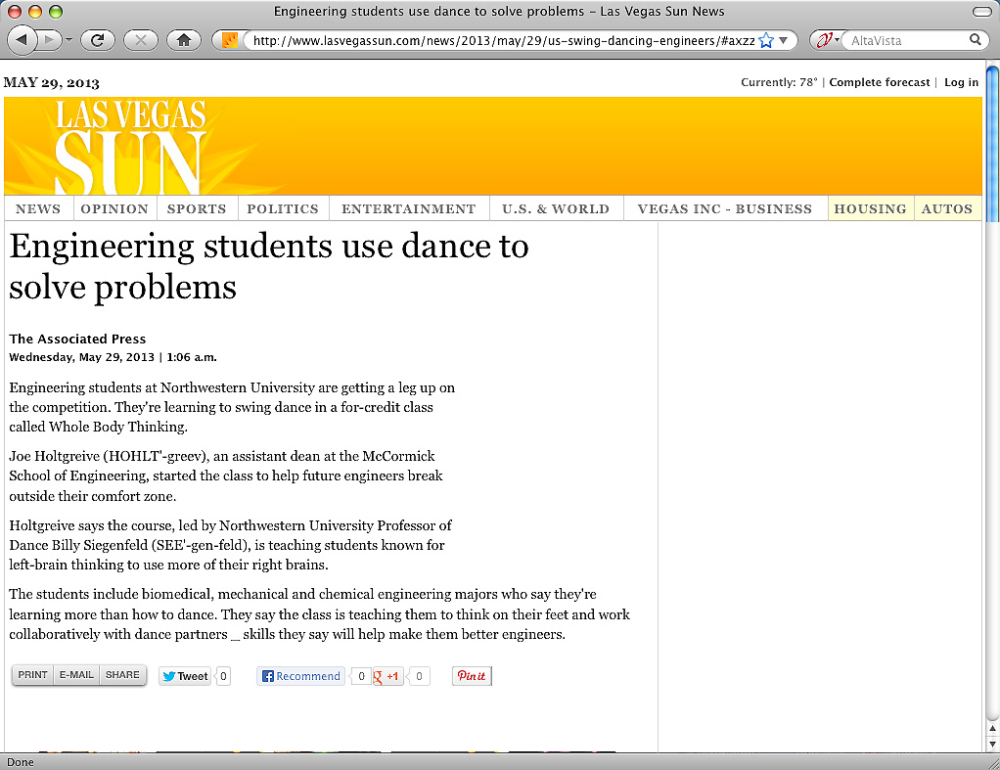 Engineering students use dance to solve problems – Las Vegas Sun News
http://www.lasvegassun.com/news/2013/may/29/us-swing-dancing-engineers/#axzz
AltaVista
MAY 29, 2013
Currently: 78° | Complete forecast | Log in
LAS VEGAS
SUN
NEWS OPINION SPORTS POLITICS ENTERTAINMENT U.S. & WORLD VEGAS INC - BUSINESS HOUSING AUTOS
Engineering students use dance to
solve problems
The Associated Press
Wednesday, May 29, 2013 | 1:06 a.m.
Engineering students at Northwestern University are getting a leg up on
the competition. They're learning to swing dance in a for-credit class
called Whole Body Thinking.
Joe Holtgreive (HOHLT'-greev), an assistant dean at the McCormick
School of Engineering, started the class to help future engineers break
outside their comfort zone.
Holtgreive says the course, led by Northwestern University Professor of
Dance Billy Siegenfeld (SEE'-gen-feld), is teaching students known for
left-brain thinking to use more of their right brains.
The students include biomedical, mechanical and chemical engineering majors who say they're
learning more than how to dance. They say the class is teaching them to think on their feet and work
collaboratively with dance partners _ skills they say will help make them better engineers.
PRINT E-MAIL SHARE Tweet 0 Recommend 0 g +1 0 Pin it
Done